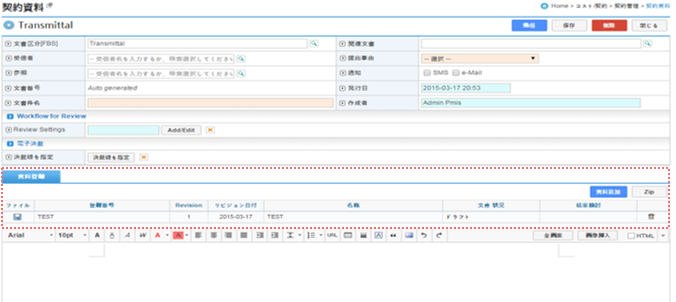 契約資料
Home > コスト/契約 > 契約管理 > 契約資料
Transmittal
保存
削除
閉じる
文書区分[FBS] Transmittal 関連文書
受信者 -- 受信者名を入力するか、検索選択してください 提出事由 -- 選択 --
参照 -- 受信者名を入力するか、検索選択してください 通知 SMS e-Mail
文書番号 Auto generated 発行日 2015-03-17 20:53
文書件名 作成者 Admin Pmis
Workflow for Review
Review Settings Add/Edit
電子決裁
決裁線を指定 決裁線を指定
資料登録
資料追加 Zip
ファイル 登録番号 Revision リビジョン日付 名称 文書 状況
TEST 1 2015-03-17 TEST ドラフト
Arial 10pt URL 全画面 画像挿入 HTML